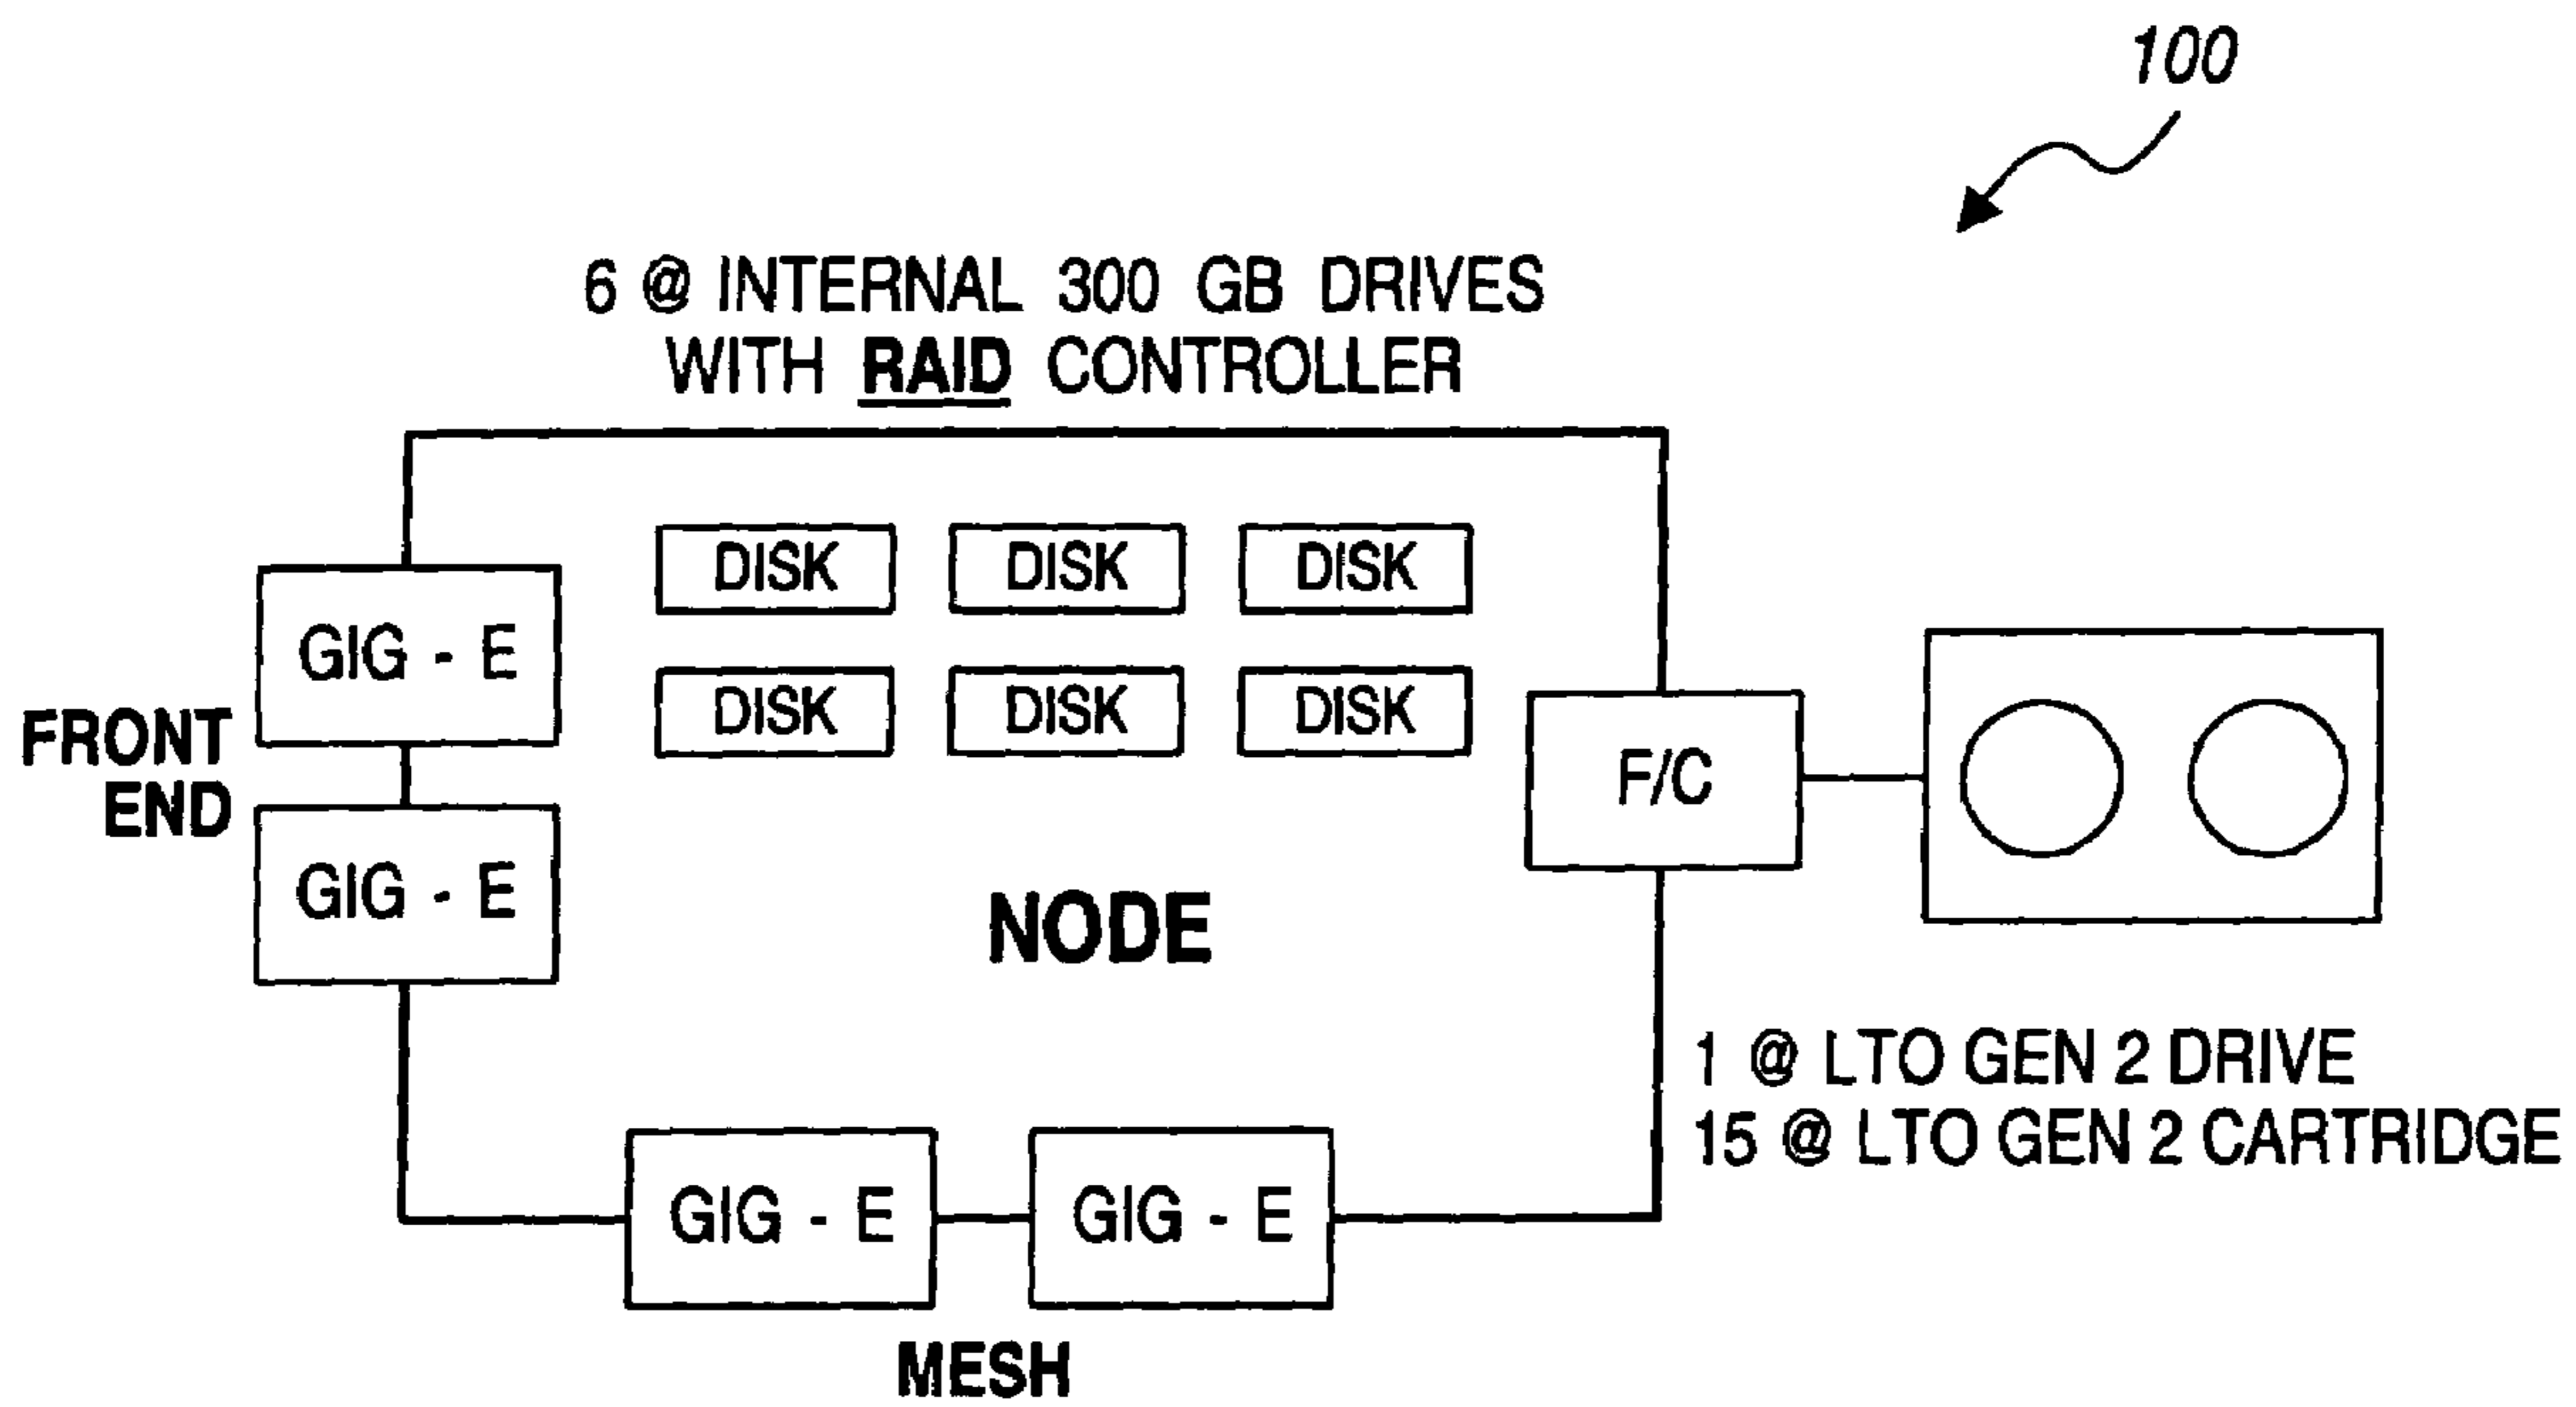 100
6 @ INTERNAL 300 GB DRIVES
WITH RAID CONTROLLER
DISK DISK DISK
GIG - E
DISK DISK DISK
FRONT
END
F/C
GIG - E
NODE
1 @ LTO GEN 2 DRIVE
15 @ LTO GEN 2 CARTRIDGE
GIG - E GIG - E
MESH